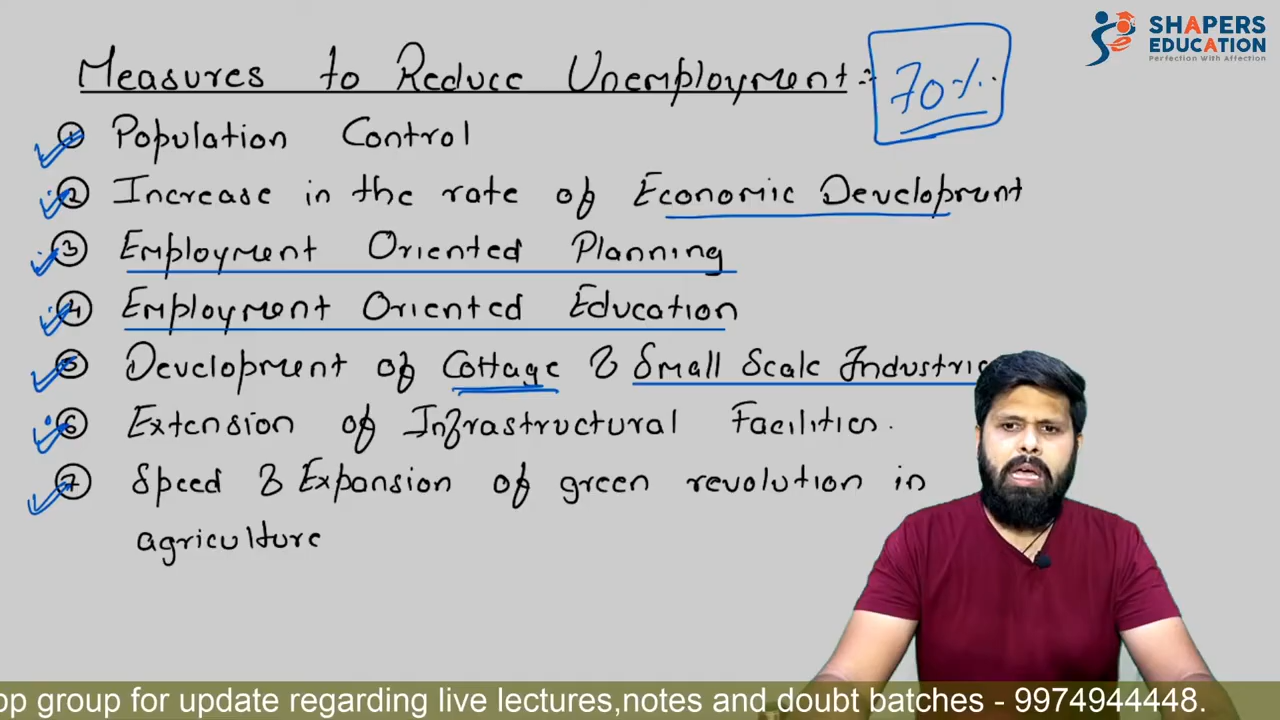 SHAPERS
EDUCATION
Perfection With Affection
Measures to Reduce Unemployment :-
70%
① Population Control
② Increase in the rate of Economic Development
③ Employment Oriented Planning
④ Employment Oriented Education
⑤ Development of Cottage & Small Scale Industries
⑥ Extension of Infrastructural Facilities.
⑦ Speed & Expansion of green revolution in
agriculture
group for update regarding live lectures,notes and doubt batches - 9974944448.